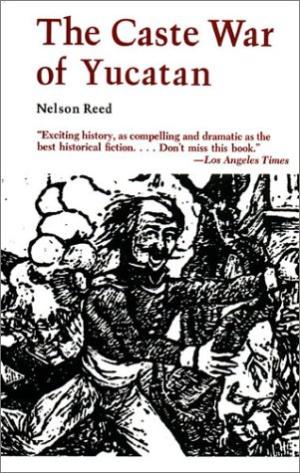 The Caste War
of Yucatan
Nelson Reed
"Exciting history, as compelling and dramatic as the
best historical fiction. . . . Don't miss this book."
—Los Angeles Times